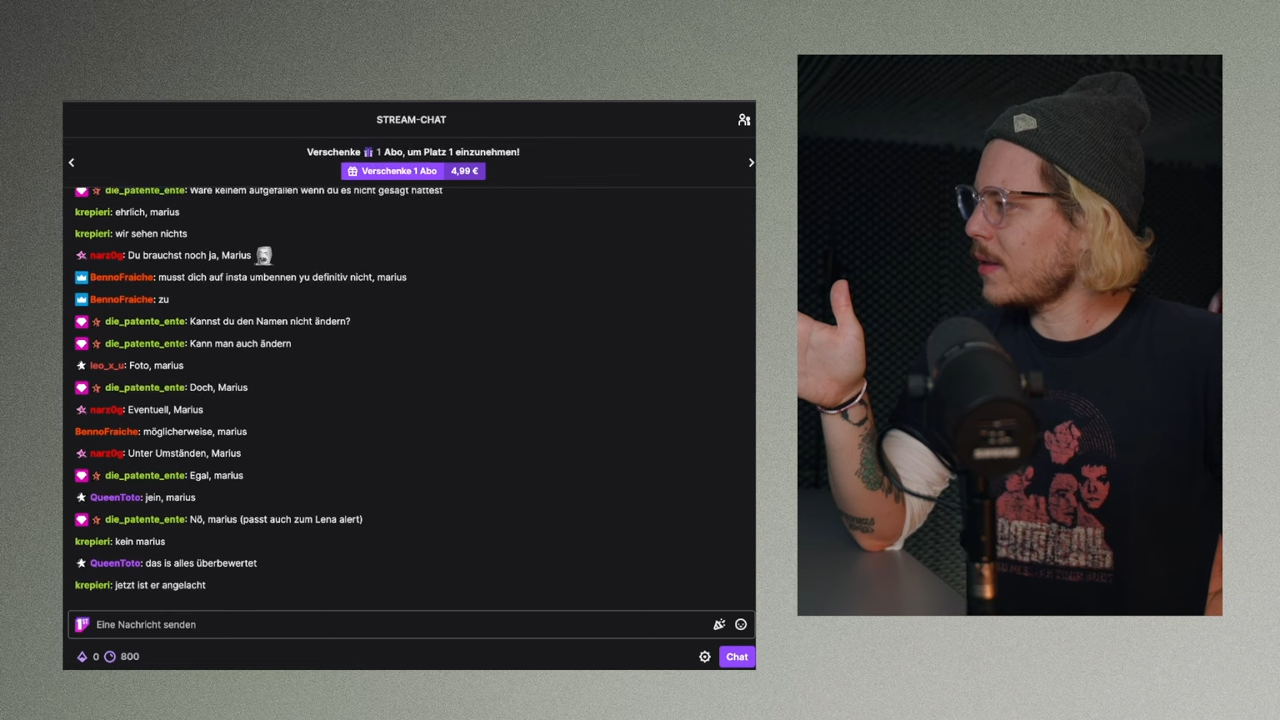 STREAM-CHAT
Verschenke 1 Abo, um Platz 1 einzunehmen!
Verschenke 1 Abo 4,99 €
die_patente_ente: Wäre keinem aufgefallen wenn du es nicht gesagt hättest
krepieri: ehrlich, marius
krepieri: wir sehen nichts
narz0g: Du brauchst noch ja, Marius
BennoFraiche: musst dich auf insta umbennen yu definitiv nicht, marius
BennoFraiche: zu
die_patente_ente: Kannst du den Namen nicht ändern?
die_patente_ente: Kann man auch ändern
leo_x_u: Foto, marius
die_patente_ente: Doch, Marius
narz0g: Eventuell, Marius
BennoFraiche: möglicherweise, marius
narz0g: Unter Umständen, Marius
die_patente_ente: Egal, marius
QueenToto: jein, marius
die_patente_ente: Nö, marius (passt auch zum Lena alert)
krepieri: kein marius
QueenToto: das is alles überbewertet
krepieri: jetzt ist er angelacht
Eine Nachricht senden
0 800
Chat